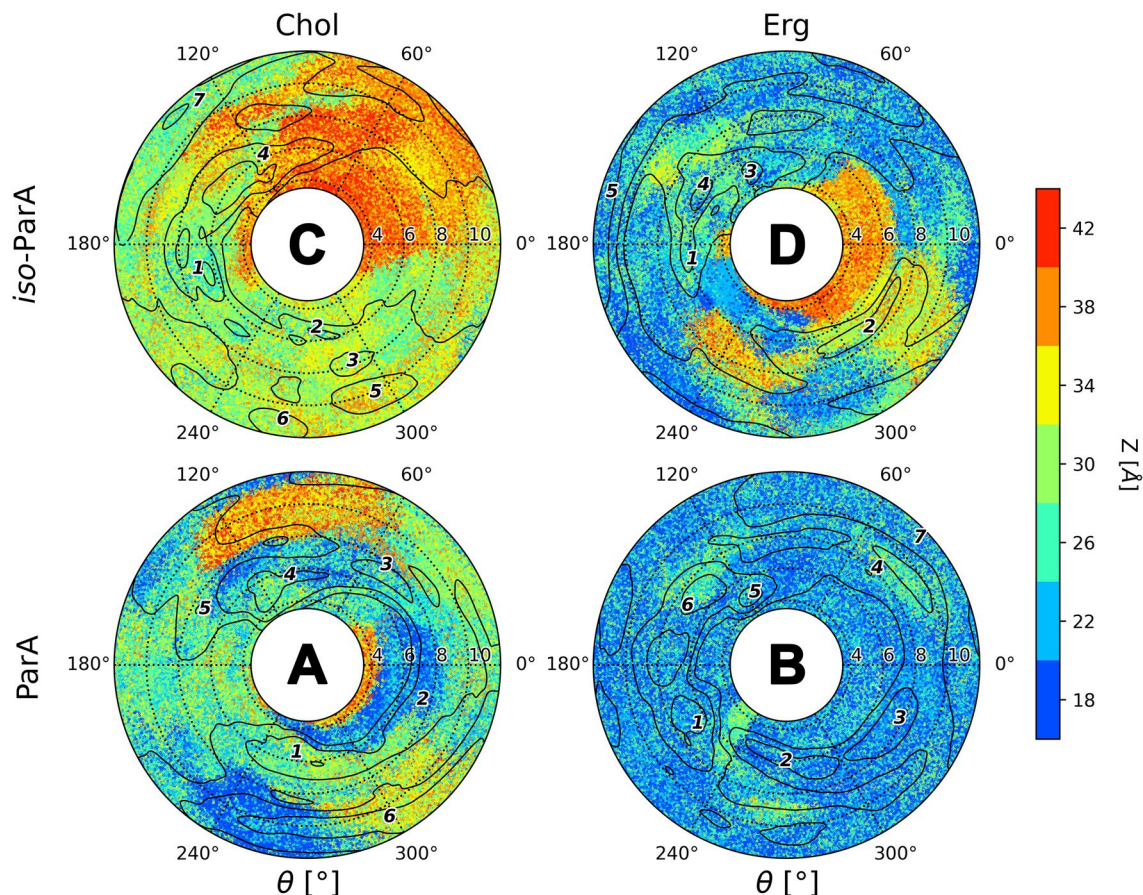 Chol Erg
120° 60° 120° 60°
7 5
4 3 4
iso-ParA 180° C 4 6 8 10 0° 180° D 4 6 8 10 0°
1 1
2 2
3
5
6
240° 300° 240° 300°
120° 60° 120° 60°
7
3 4
4 5
5 6
ParA 180° A 4 6 8 10 0° 180° B 4 6 8 10 0°
2 3
1 1
2
6
240° 300° 240° 300°
θ [°] θ [°]
42
38
34
30
26
22
18
Z [Å]